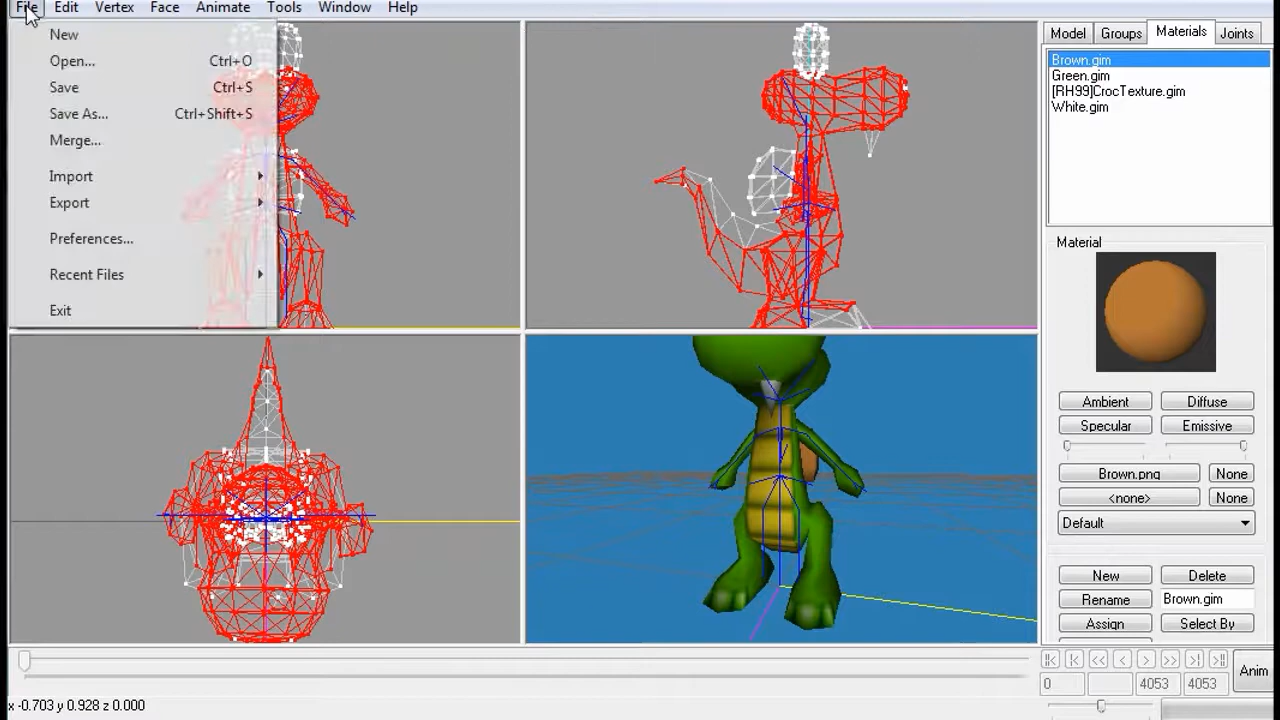 File Edit Vertex Face Animate Tools Window Help
New
Open... Ctrl+O
Save Ctrl+S
Save As... Ctrl+Shift+S
Merge...
Import
Export
Preferences...
Recent Files
Exit
Model Groups Materials Joints
Brown.gim
Green.gim
[RH99]CrocTexture.gim
White.gim
Material
Ambient Diffuse
Specular Emissive
Brown.png None
<none> None
Default
New Delete
Rename Brown.gim
Assign Select By
0 4053 4053 Anim
x -0.703 y 0.928 z 0.000